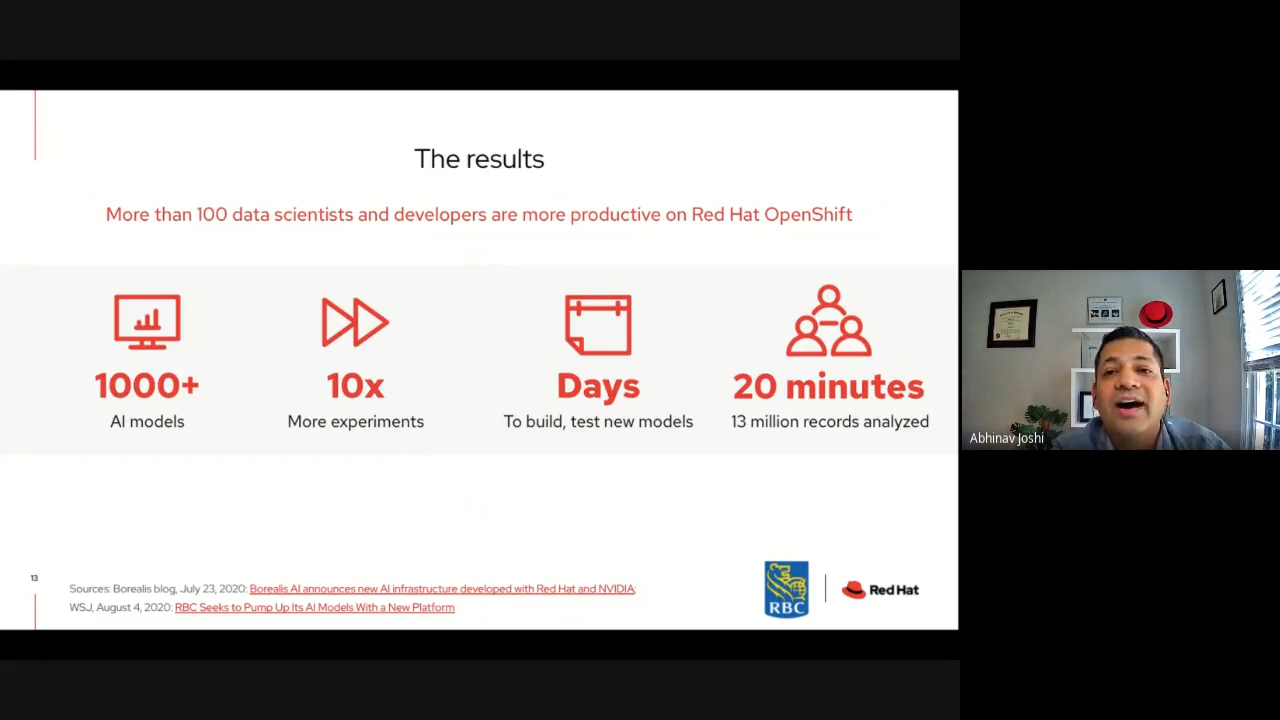 The results
More than 100 data scientists and developers are more productive on Red Hat OpenShift
1000+
AI models
10x
More experiments
Days
To build, test new models
20 minutes
13 million records analyzed
13
Sources: Borealis blog, July 23, 2020: Borealis AI announces new AI infrastructure developed with Red Hat and NVIDIA;
WSJ, August 4, 2020: RBC Seeks to Pump Up Its AI Models With a New Platform
RBC
Red Hat
Abhinav Joshi